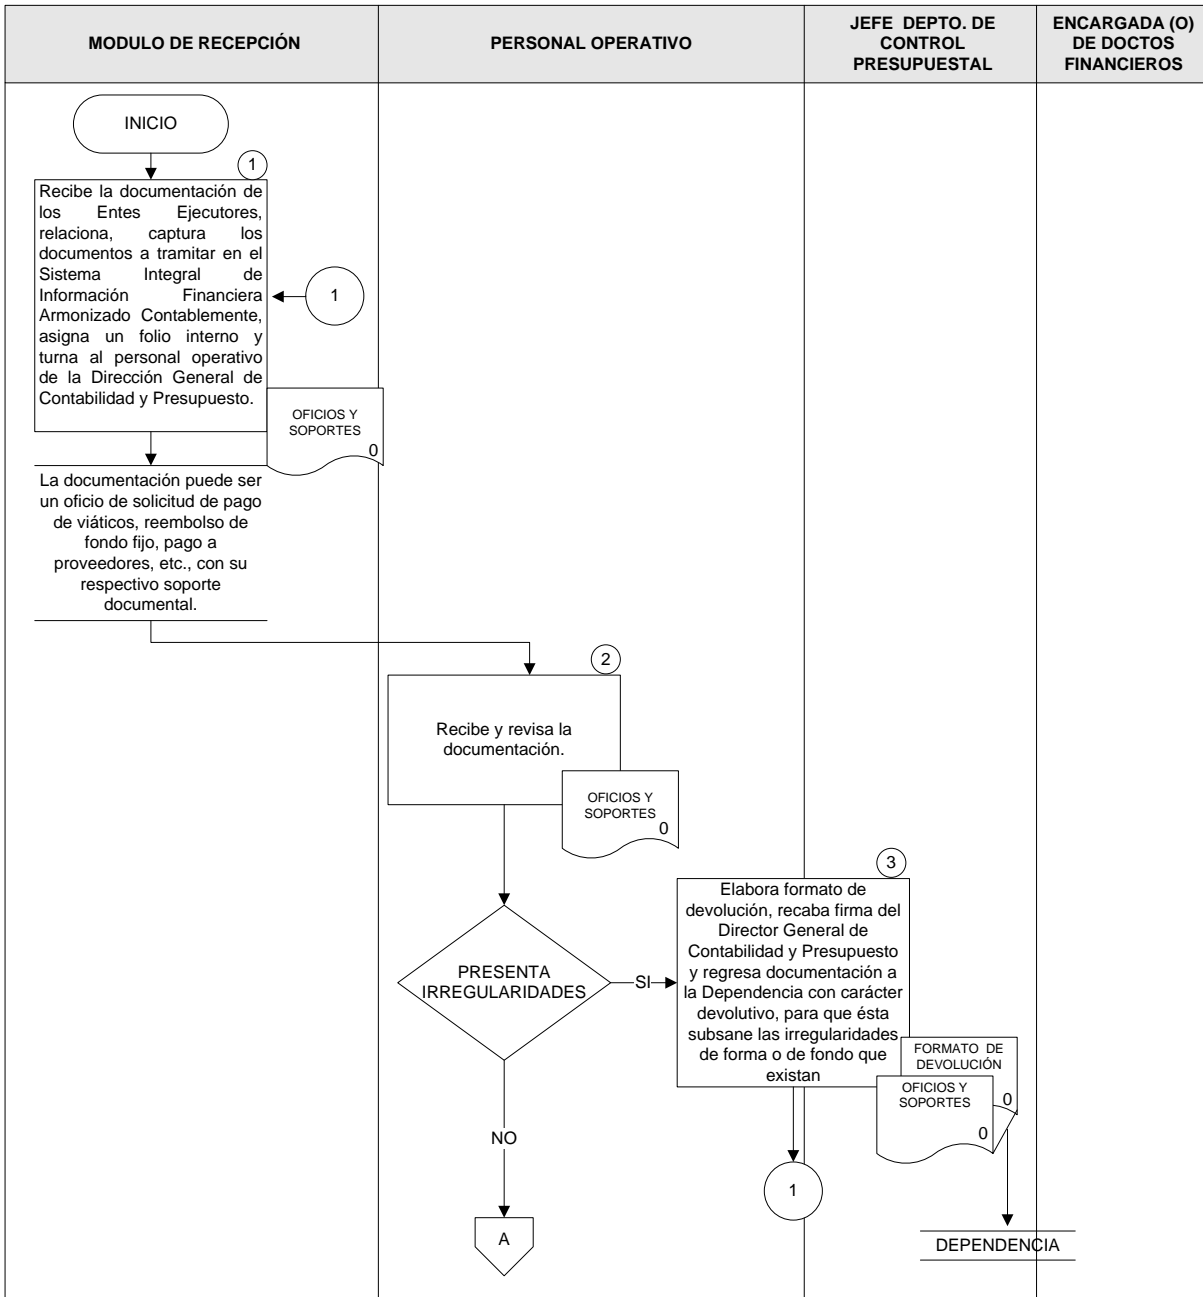 MODULO DE RECEPCIÓN
PERSONAL OPERATIVO
JEFE DEPTO. DE
CONTROL
PRESUPUESTAL
ENCARGADA (O)
DE DOCTOS
FINANCIEROS
INICIO
1
Recibe la documentación de
los Entes Ejecutores,
relaciona, captura los
documentos a tramitar en el
Sistema Integral de
Información Financiera
Armonizado Contablemente,
asigna un folio interno y
turna al personal operativo
de la Dirección General de
Contabilidad y Presupuesto.
1
OFICIOS Y
SOPORTES
0
La documentación puede ser
un oficio de solicitud de pago
de viáticos, reembolso de
fondo fijo, pago a
proveedores, etc., con su
respectivo soporte
documental.
2
Recibe y revisa la
documentación.
OFICIOS Y
SOPORTES
0
PRESENTA
IRREGULARIDADES
SI
3
Elabora formato de
devolución, recaba firma del
Director General de
Contabilidad y Presupuesto
y regresa documentación a
la Dependencia con carácter
devolutivo, para que ésta
subsane las irregularidades
de forma o de fondo que
existan
FORMATO DE
DEVOLUCIÓN
0
OFICIOS Y
SOPORTES
0
NO
1
A
DEPENDENCIA